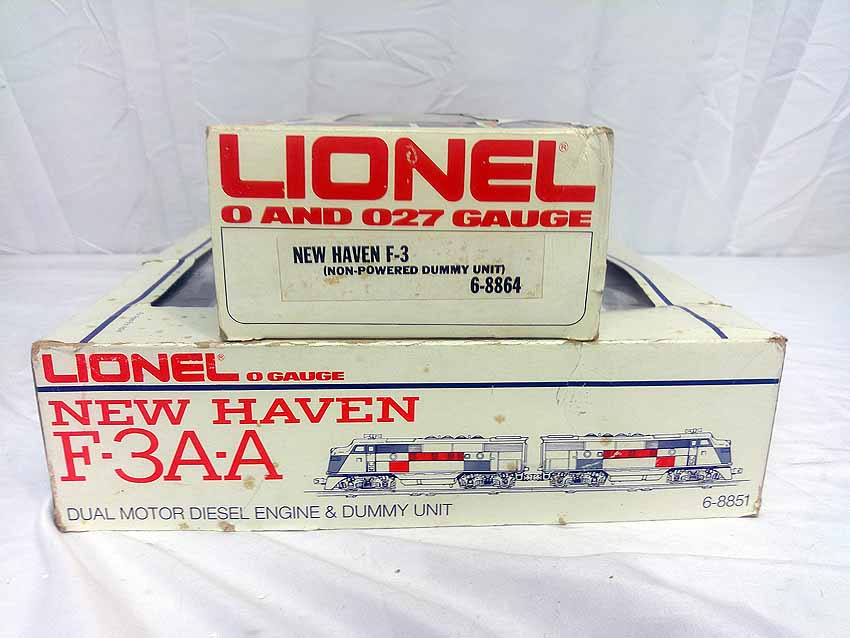 LIONEL®
O AND O27 GAUGE
NEW HAVEN F-3
(NON-POWERED DUMMY UNIT)
6-8864
LIONEL® O GAUGE
NEW HAVEN
F-3A-A
DUAL MOTOR DIESEL ENGINE & DUMMY UNIT
6-8851